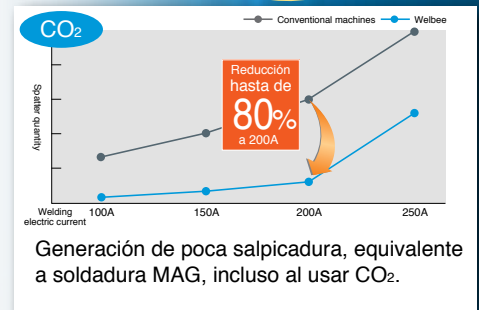 CO₂
Conventional machines
Welbee
Spatter quantity
Reducción
hasta de
80%
a 200A
Welding
electric current
100A
150A
200A
250A
Generación de poca salpicadura, equivalente
a soldadura MAG, incluso al usar CO₂.